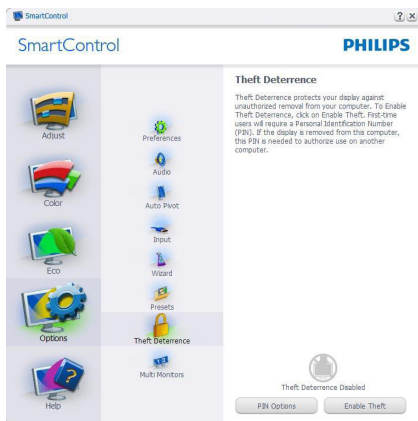 SmartControl
SmartControl
PHILIPS
Adjust
Color
Eco
Options
Help
Preferences
Audio
Auto Pivot
Input
Wizard
Presets
Theft Deterrence
Multi Monitors
Theft Deterrence
Theft Deterrence protects your display against
unauthorized removal from your computer. To Enable
Theft Deterrence, click on Enable Theft. First-time
users will require a Personal Identification Number
(PIN). If the display is removed from this computer,
this PIN is needed to authorize use on another
computer.
Theft Deterrence Disabled
PIN Options
Enable Theft